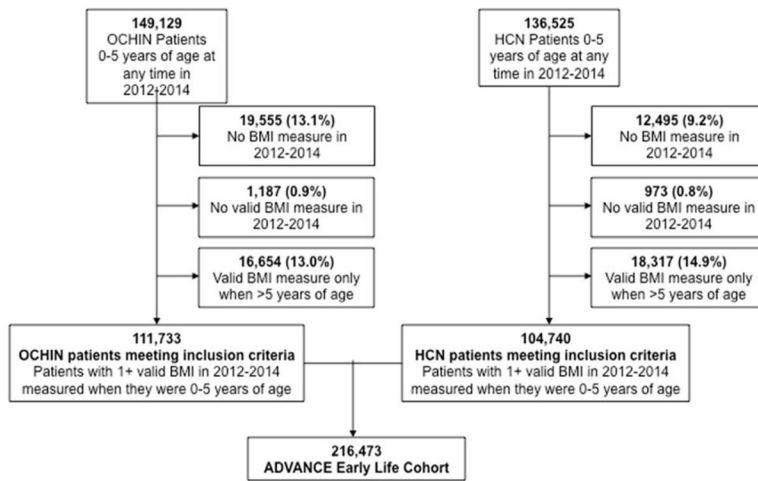 149,129
OCHIN Patients
0-5 years of age at
any time in
2012-2014
19,555 (13.1%)
No BMI measure in
2012-2014
1,187 (0.9%)
No valid BMI measure in
2012-2014
16,654 (13.0%)
Valid BMI measure only
when >5 years of age
111,733
OCHIN patients meeting inclusion criteria
Patients with 1+ valid BMI in 2012-2014
measured when they were 0-5 years of age
136,525
HCN Patients 0-5
years of age at any
time in 2012-2014
12,495 (9.2%)
No BMI measure in
2012-2014
973 (0.8%)
No valid BMI measure in
2012-2014
18,317 (14.9%)
Valid BMI measure only
when >5 years of age
104,740
HCN patients meeting inclusion criteria
Patients with 1+ valid BMI in 2012-2014
measured when they were 0-5 years of age
216,473
ADVANCE Early Life Cohort